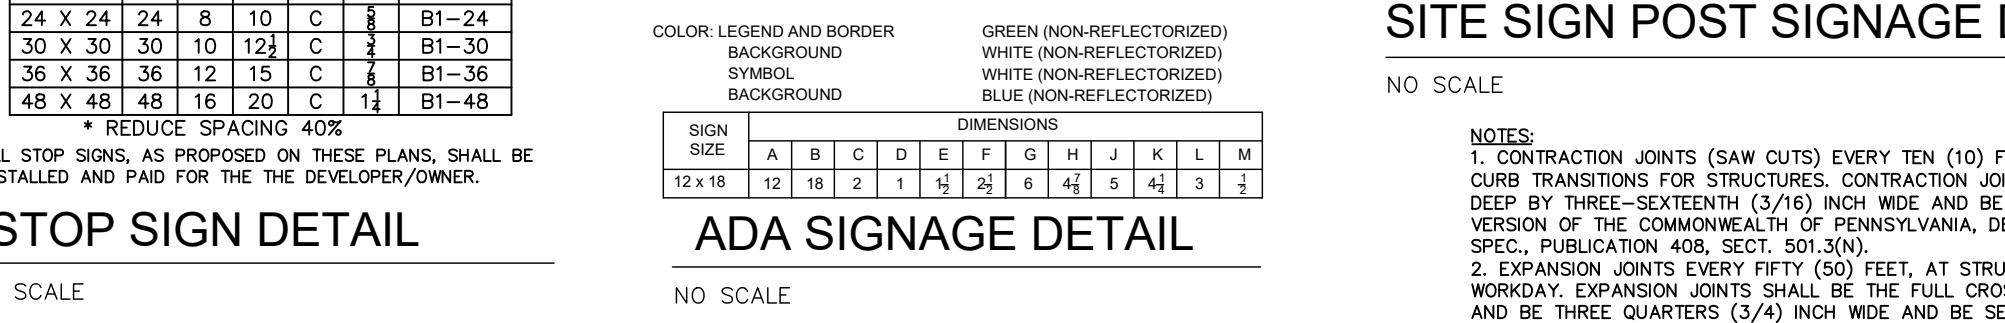 24 X 24 24 8 10 C 5/8 B1-24
30 X 30 30 10 12 1/2 C 3/4 B1-30
36 X 36 36 12 15 C 7/8 B1-36
48 X 48 48 16 20 C 1 1/4 B1-48
* REDUCE SPACING 40%
STOP SIGNS, AS PROPOSED ON THESE PLANS, SHALL BE
AND PAID FOR THE THE DEVELOPER/OWNER.
STOP SIGN DETAIL
SCALE
COLOR: LEGEND AND BORDER GREEN (NON-REFLECTORIZED)
BACKGROUND WHITE (NON-REFLECTORIZED)
SYMBOL WHITE (NON-REFLECTORIZED)
BACKGROUND BLUE (NON-REFLECTORIZED)
SIGN SIZE DIMENSIONS
A B C D E F G H J K L M
12 x 18 12 18 2 1 1 1/2 2 1/2 6 4 7/8 5 4 1/4 3 1/2
ADA SIGNAGE DETAIL
NO SCALE
SITE SIGN POST SIGNAGE
NO SCALE
NOTES:
1. CONTRACTION JOINTS (SAW CUTS) EVERY TEN (10)
CURB TRANSITIONS FOR STRUCTURES. CONTRACTION
DEEP BY THREE-SEXTEENTH (3/16) INCH WIDE AND BE
VERSION OF THE COMMONWEALTH OF PENNSYLVANIA,
SPEC., PUBLICATION 408, SECT. 501.3(N).
2. EXPANSION JOINTS EVERY FIFTY (50) FEET, AT
WORKDAY. EXPANSION JOINTS SHALL BE THE FULL
AND BE THREE QUARTERS (3/4) INCH WIDE AND BE